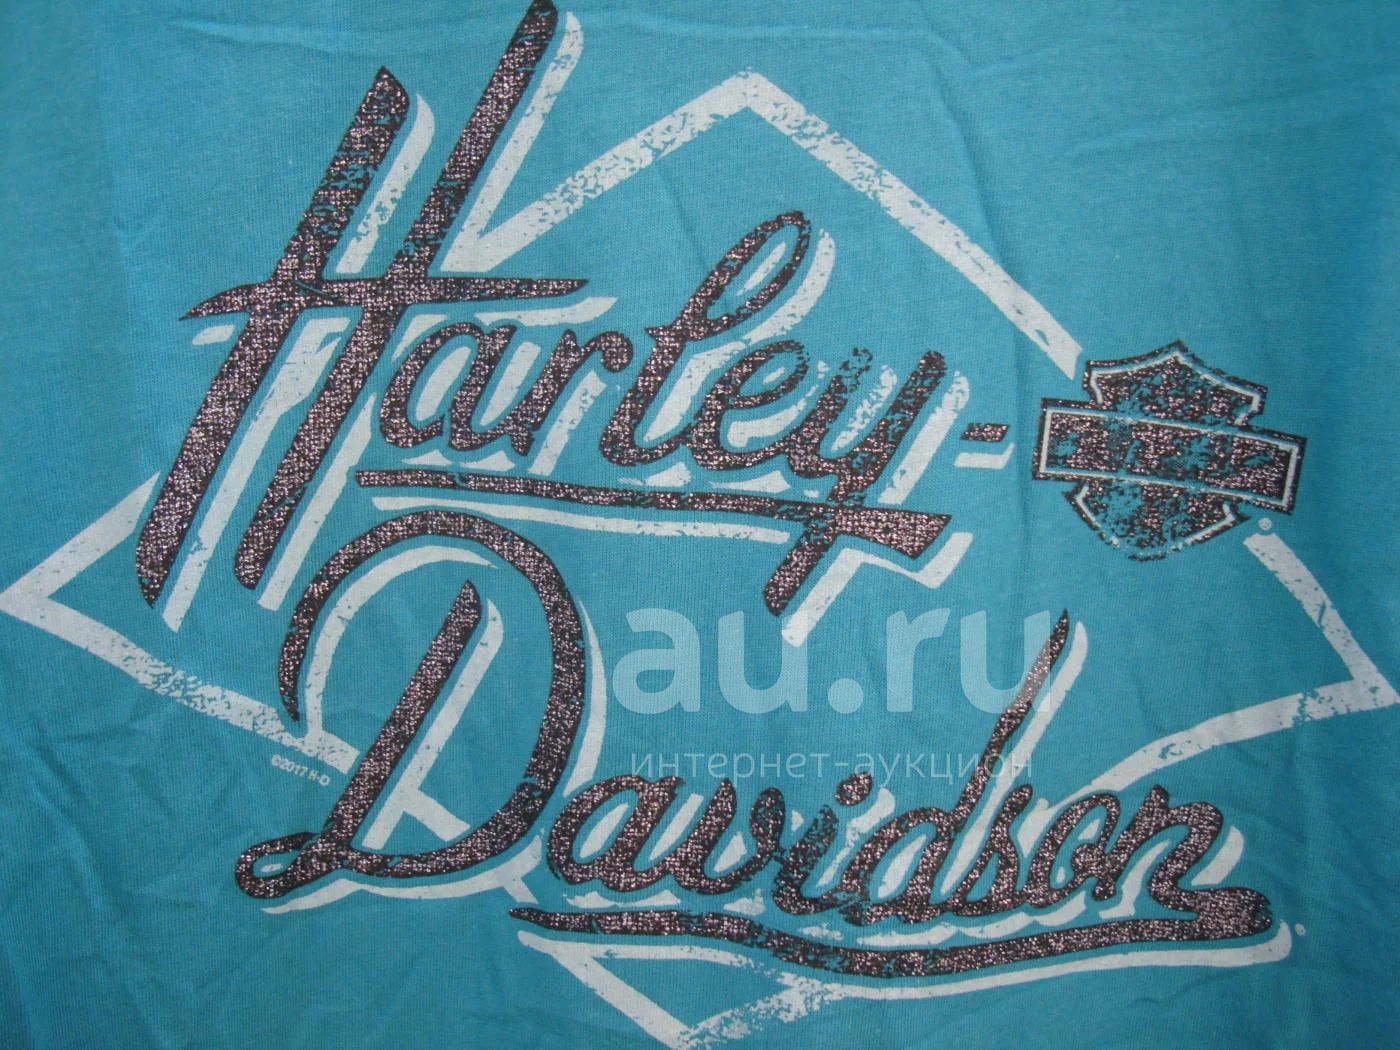 Harley-
Davidson
©2017 H-D
au.ru
интернет-аукцион